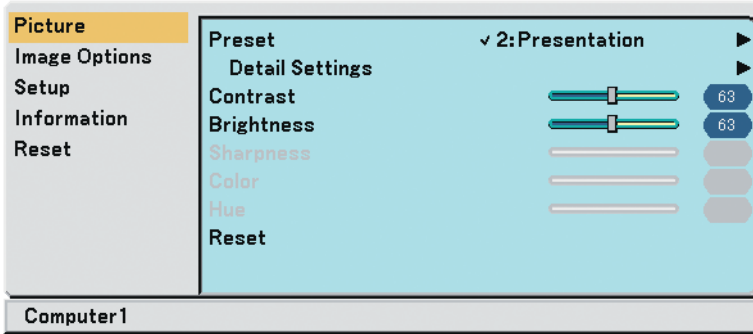 Picture
Image Options
Setup
Information
Reset
Preset ✓ 2:Presentation ▶
Detail Settings ▶
Contrast 63
Brightness 63
Sharpness
Color
Hue
Reset
Computer1